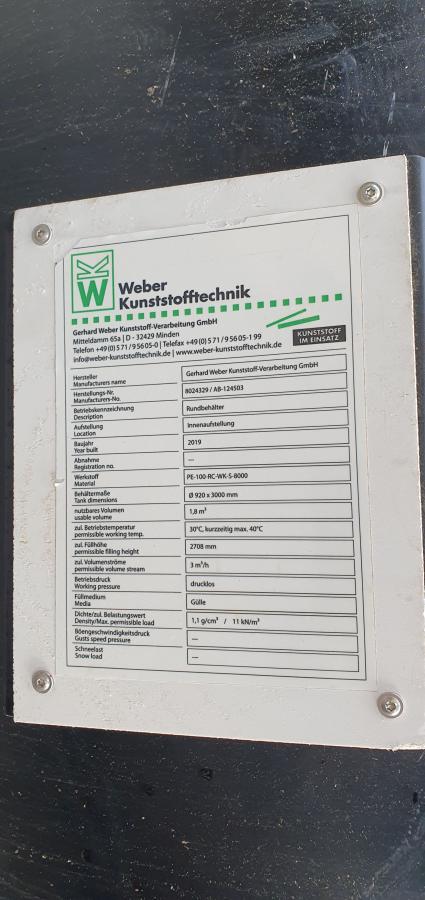 WK
Weber
Kunststofftechnik
Gerhard Weber Kunststoff-Verarbeitung GmbH
Mitteldamm 65a | D - 32429 Minden
Telefon +49 (0) 5 71 / 9 56 05-0 | Telefax +49 (0) 5 71 / 9 56 05-1 99
info@weber-kunststofftechnik.de | www.weber-kunststofftechnik.de
KUNSTSTOFF
IM EINSATZ
Hersteller
Manufacturers name
Gerhard Weber Kunststoff-Verarbeitung GmbH
Herstellungs-Nr.
Manufacturers-No.
8024329 / AB-124503
Betriebskennzeichnung
Description
Rundbehälter
Aufstellung
Location
Innenaufstellung
Baujahr
Year built
2019
Abnahme
Registration no.
---
Werkstoff
Material
PE-100-RC-WK-S-8000
Behältermaße
Tank dimensions
Ø 920 x 3000 mm
nutzbares Volumen
usable volume
1,8 m³
zul. Betriebstemperatur
permissible working temp.
30°C, kurzzeitig max. 40°C
zul. Füllhöhe
permissible filling height
2708 mm
zul. Volumenströme
permissible volume stream
3 m³/h
Betriebsdruck
Working pressure
drucklos
Füllmedium
Media
Gülle
Dichte/zul. Belastungswert
Density/Max. permissible load
1,1 g/cm³ / 11 kN/m³
Böengeschwindigkeitsdruck
Gusts speed pressure
---
Schneelast
Snow load
---